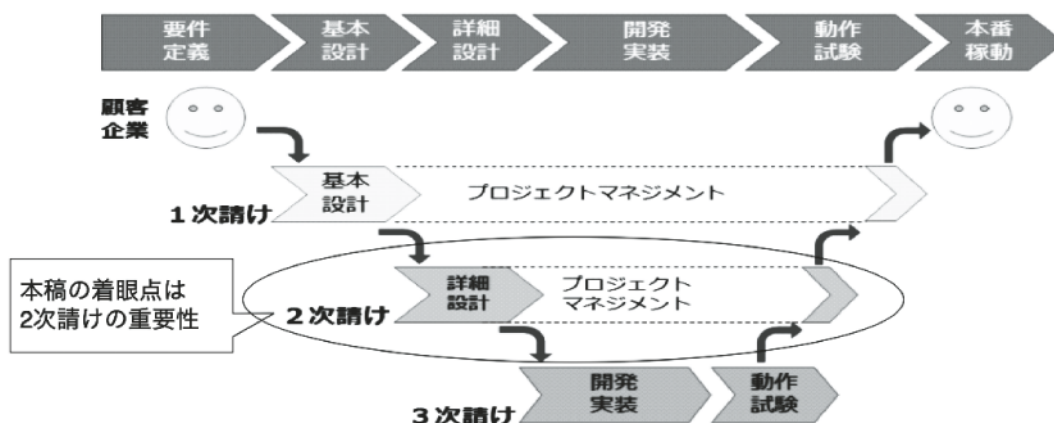 要件
定義
基本
設計
詳細
設計
開発
実装
動作
試験
本番
稼動
顧客
企業
基本
設計
プロジェクトマネジメント
1次請け
詳細
設計
プロジェクト
マネジメント
2次請け
本稿の着眼点は
2次請けの重要性
開発
実装
動作
試験
3次請け